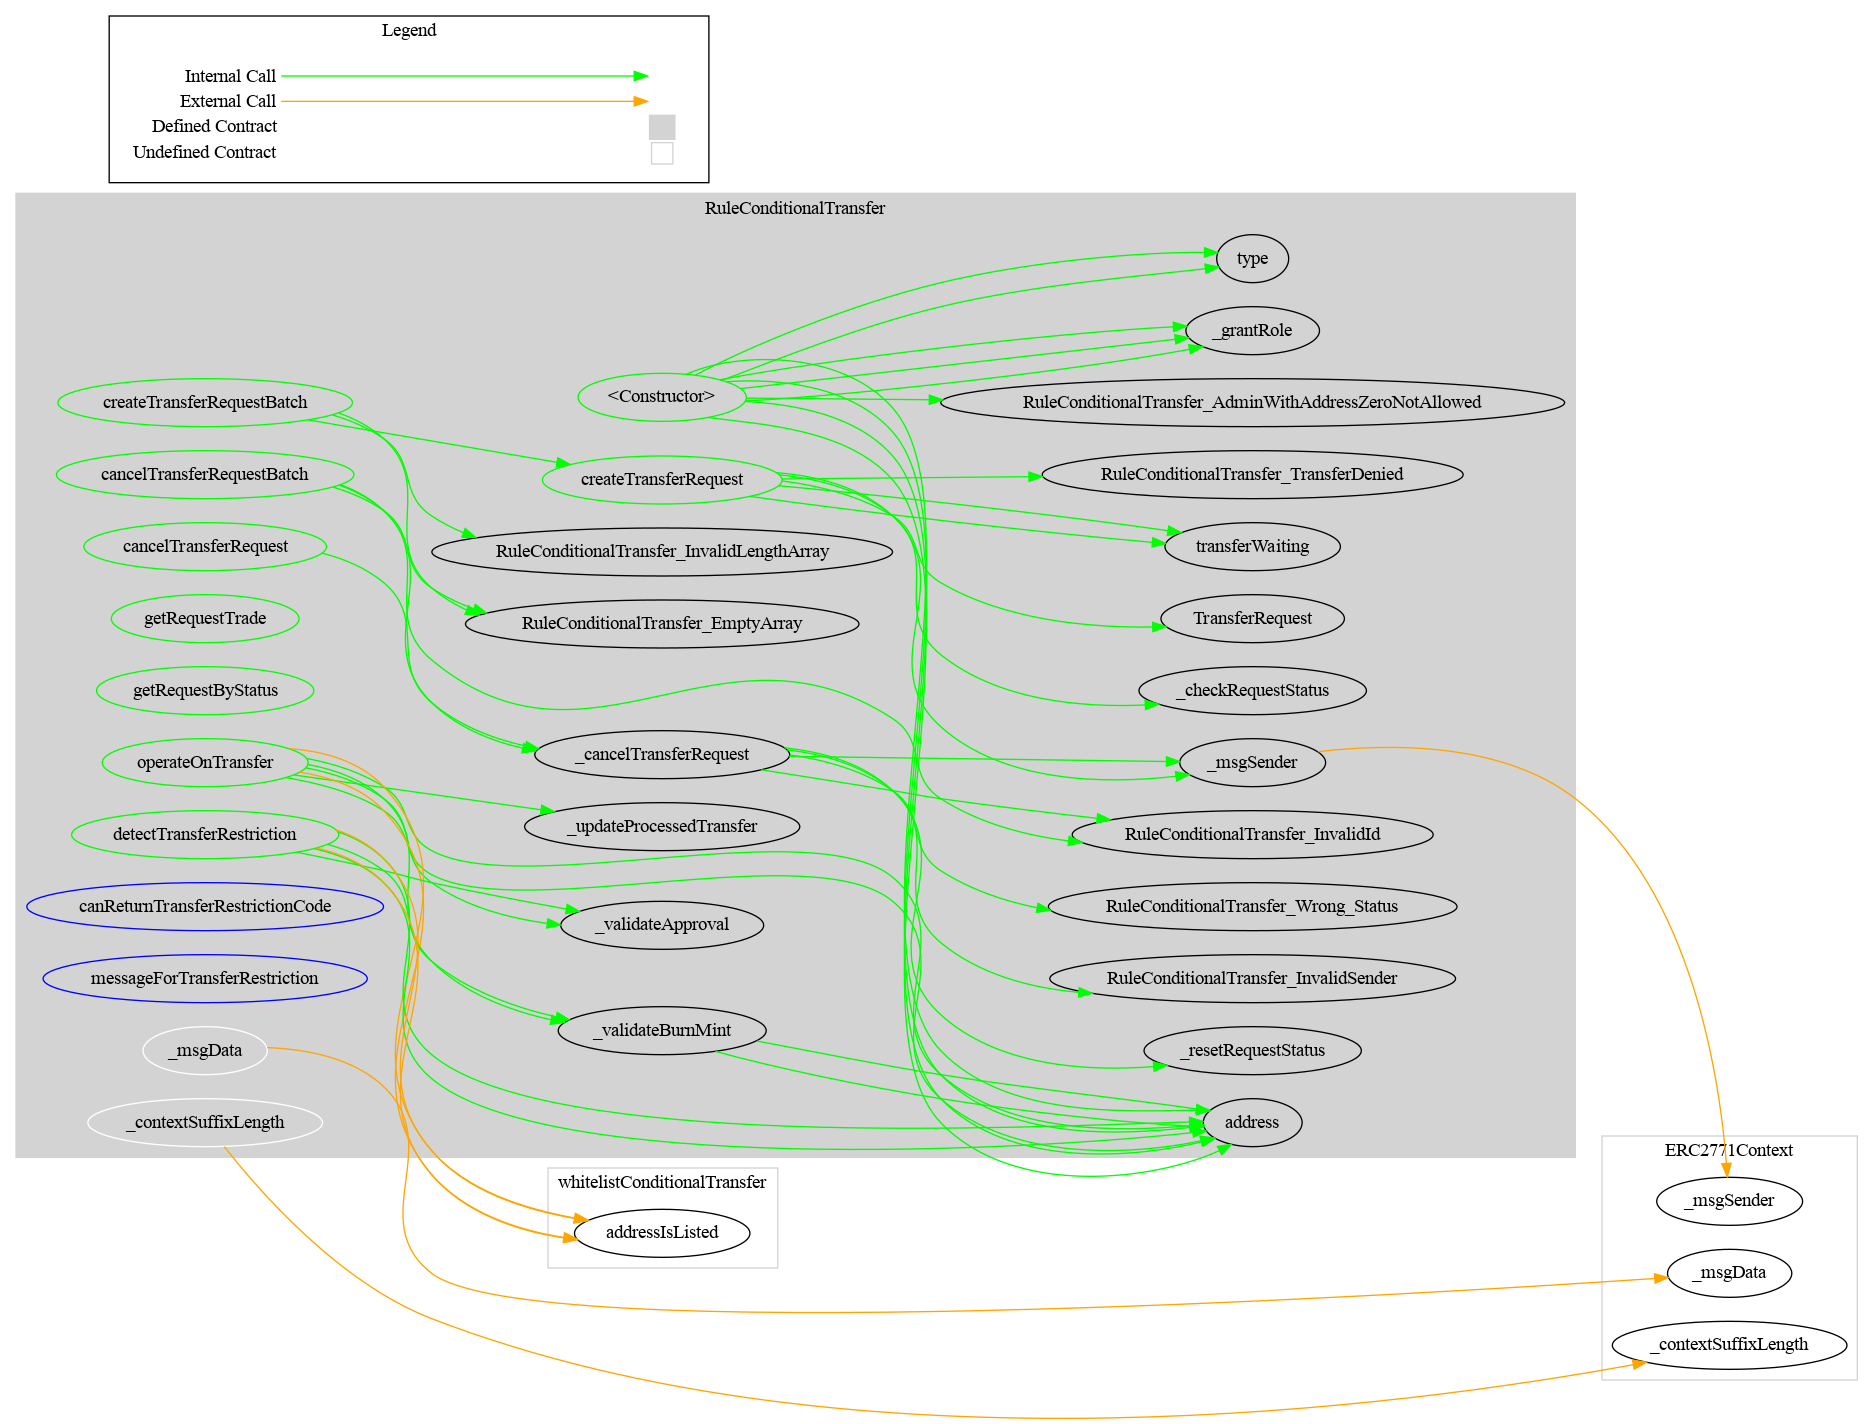 Legend
Internal Call
External Call
Defined Contract
Undefined Contract
RuleConditionalTransfer
createTransferRequestBatch
cancelTransferRequestBatch
cancelTransferRequest
getRequestTrade
getRequestByStatus
operateOnTransfer
detectTransferRestriction
canReturnTransferRestrictionCode
messageForTransferRestriction
_msgData
_contextSuffixLength
<Constructor>
createTransferRequest
RuleConditionalTransfer_InvalidLengthArray
RuleConditionalTransfer_EmptyArray
_cancelTransferRequest
_updateProcessedTransfer
_validateApproval
_validateBurnMint
type
_grantRole
RuleConditionalTransfer_AdminWithAddressZeroNotAllowed
RuleConditionalTransfer_TransferDenied
transferWaiting
TransferRequest
_checkRequestStatus
_msgSender
RuleConditionalTransfer_InvalidId
RuleConditionalTransfer_Wrong_Status
RuleConditionalTransfer_InvalidSender
_resetRequestStatus
address
whitelistConditionalTransfer
addressIsListed
ERC2771Context
_msgSender
_msgData
_contextSuffixLength